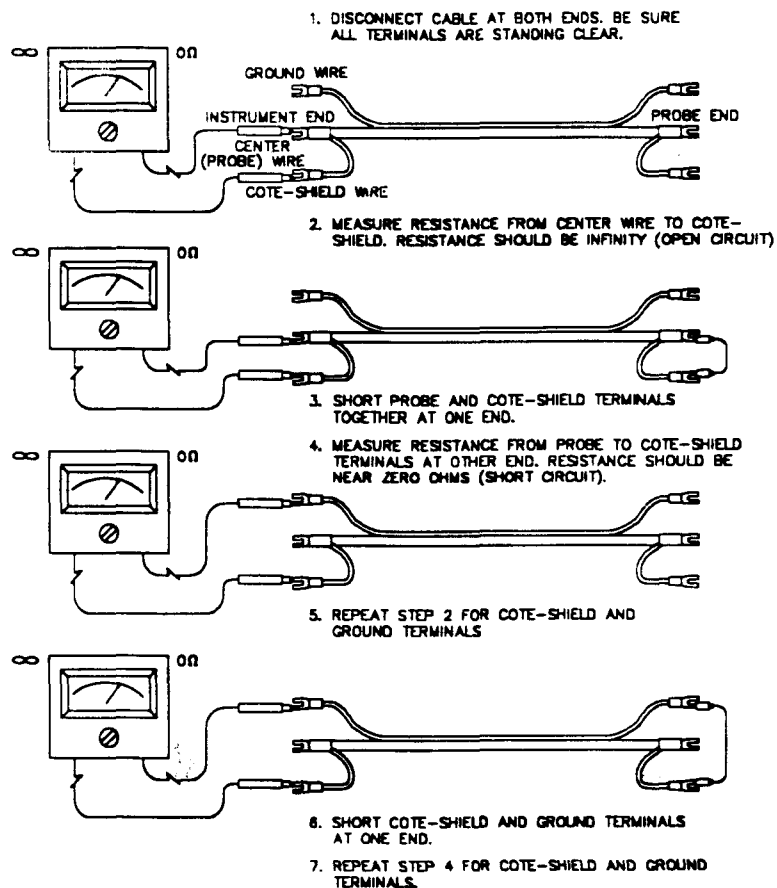 1. DISCONNECT CABLE AT BOTH ENDS. BE SURE
ALL TERMINALS ARE STANDING CLEAR.
∞
0Ω
GROUND WIRE
INSTRUMENT END
PROBE END
CENTER
(PROBE) WIRE
COTE-SHIELD WIRE
2. MEASURE RESISTANCE FROM CENTER WIRE TO COTE-
SHIELD. RESISTANCE SHOULD BE INFINITY (OPEN CIRCUIT)
∞
0Ω
3. SHORT PROBE AND COTE-SHIELD TERMINALS
TOGETHER AT ONE END.
4. MEASURE RESISTANCE FROM PROBE TO COTE-SHIELD
TERMINALS AT OTHER END. RESISTANCE SHOULD BE
NEAR ZERO OHMS (SHORT CIRCUIT).
∞
0Ω
5. REPEAT STEP 2 FOR COTE-SHIELD AND
GROUND TERMINALS
∞
0Ω
6. SHORT COTE-SHIELD AND GROUND TERMINALS
AT ONE END.
7. REPEAT STEP 4 FOR COTE-SHIELD AND GROUND
TERMINALS.